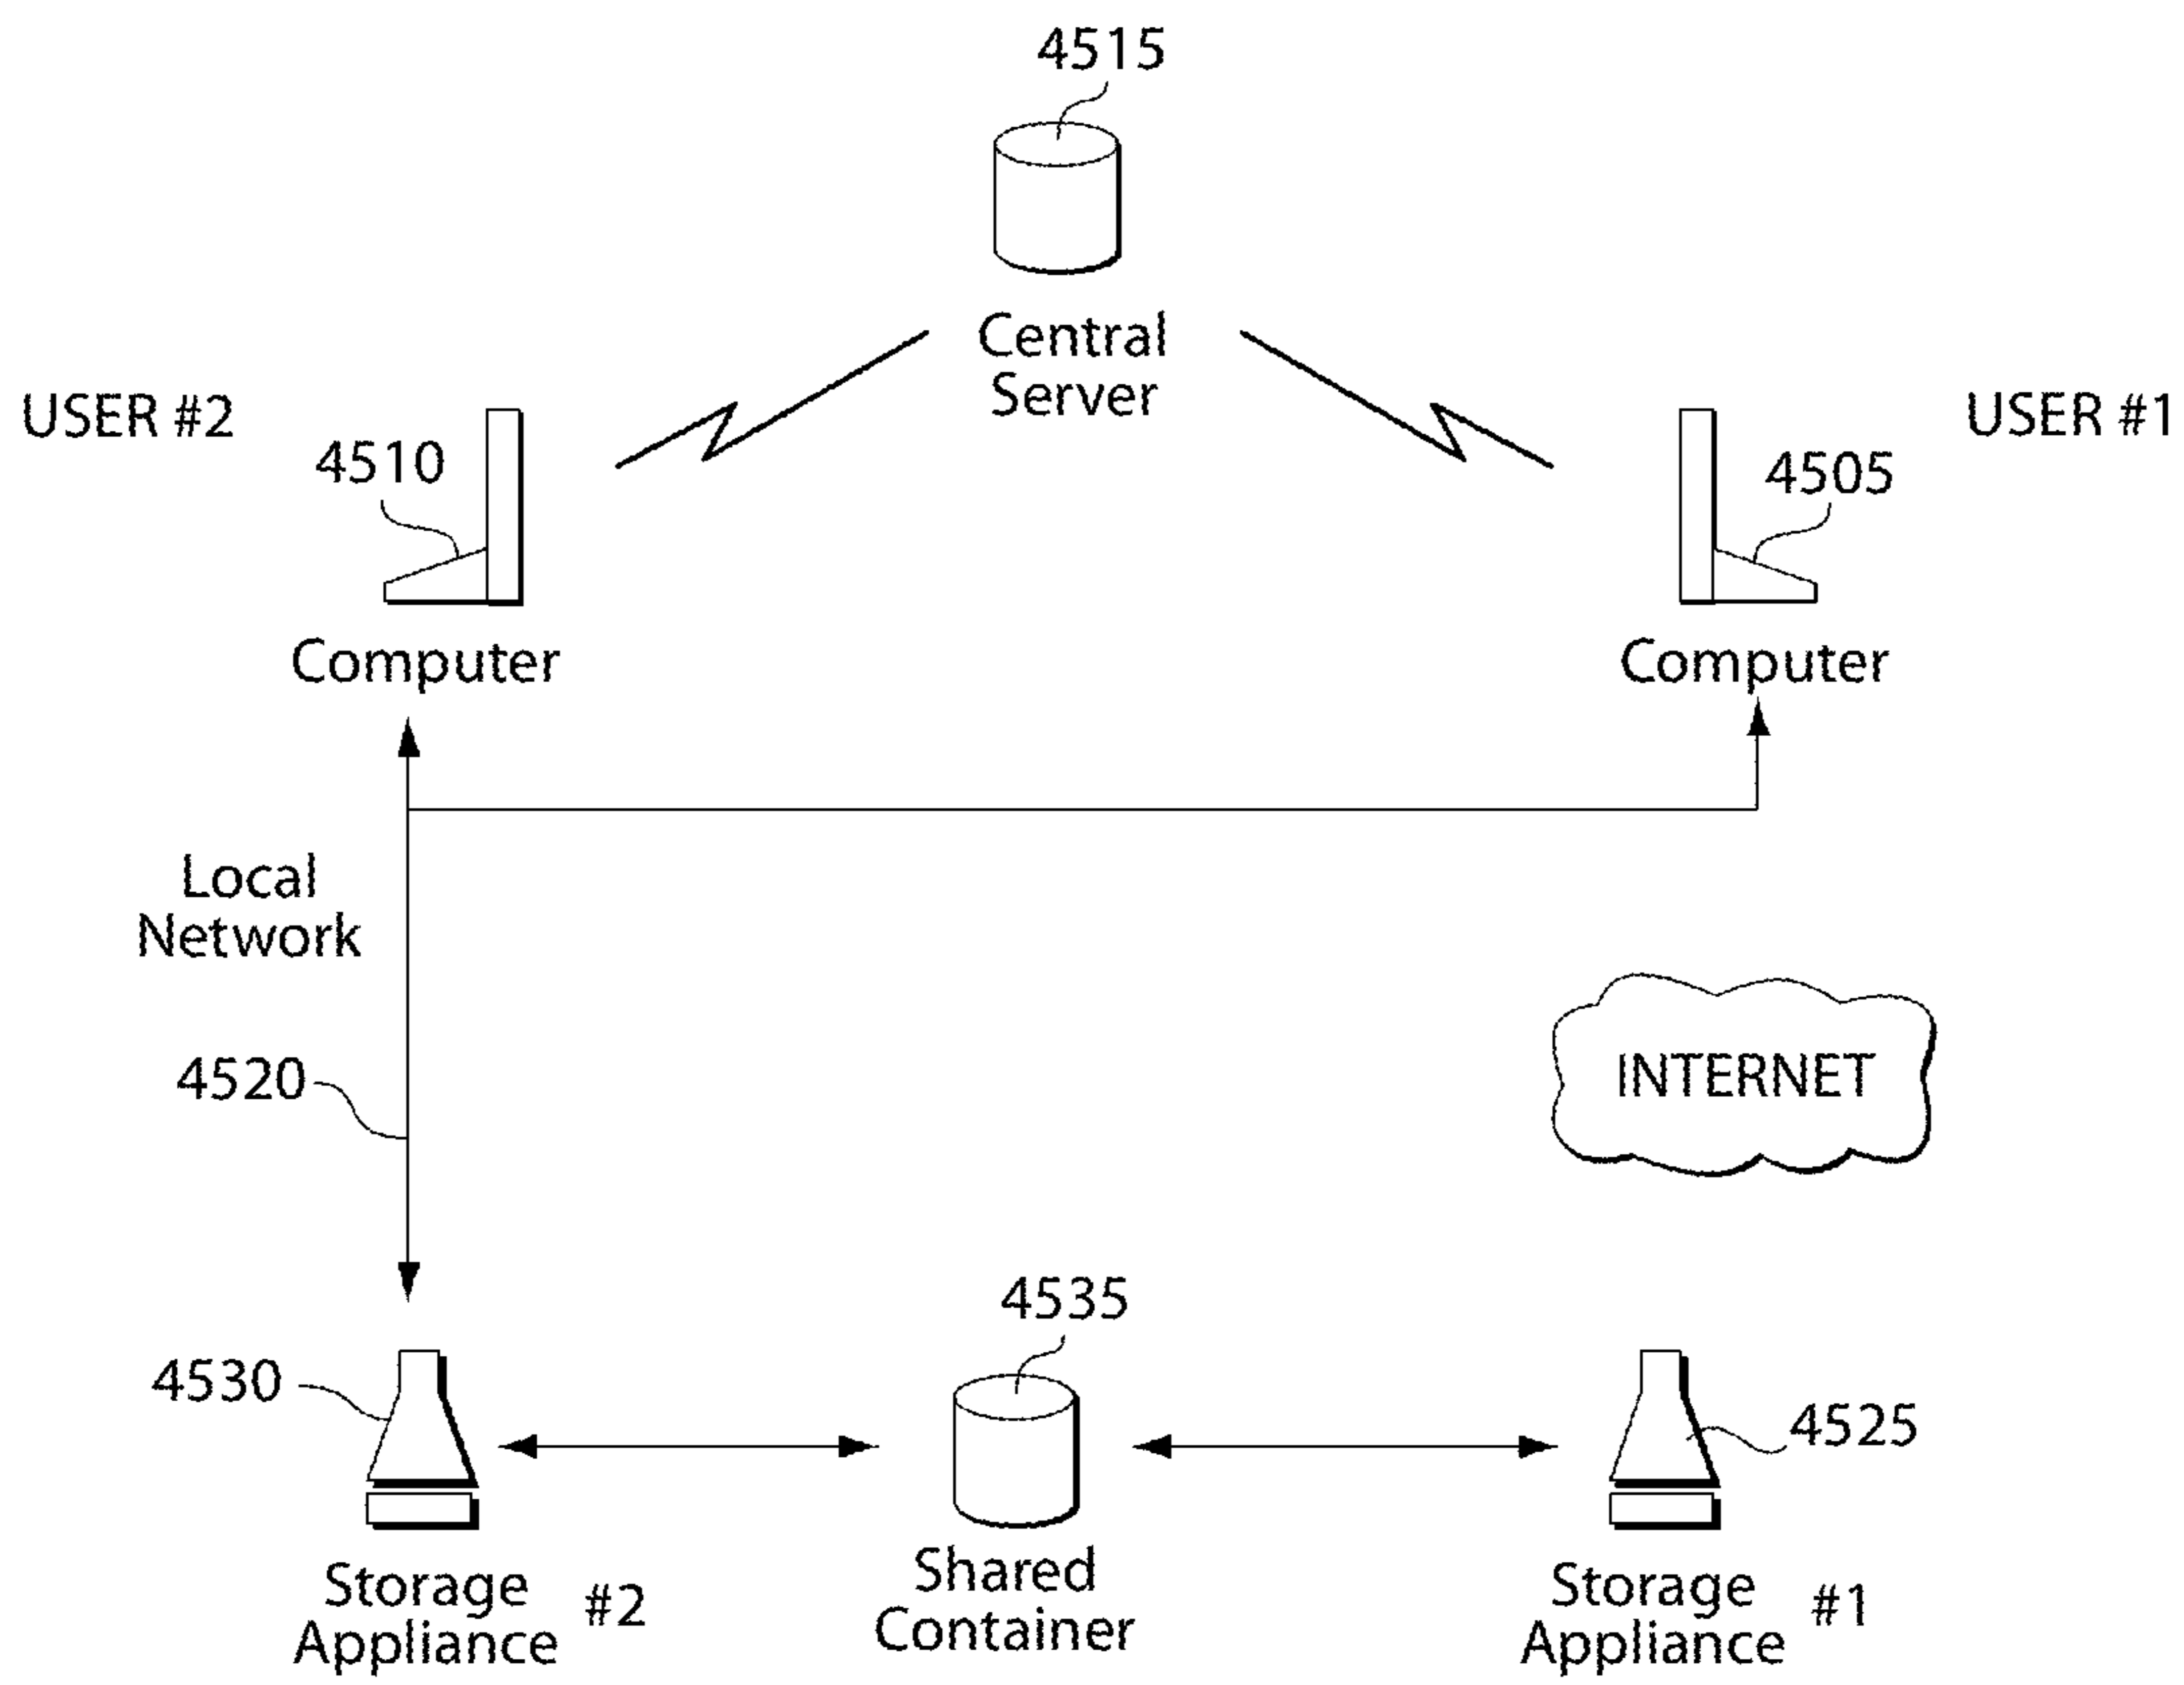 4515
Central
Server
USER #2
4510
Computer
USER #1
4505
Computer
Local
Network
4520
INTERNET
4530
Storage
Appliance #2
4535
Shared
Container
4525
Storage
Appliance #1